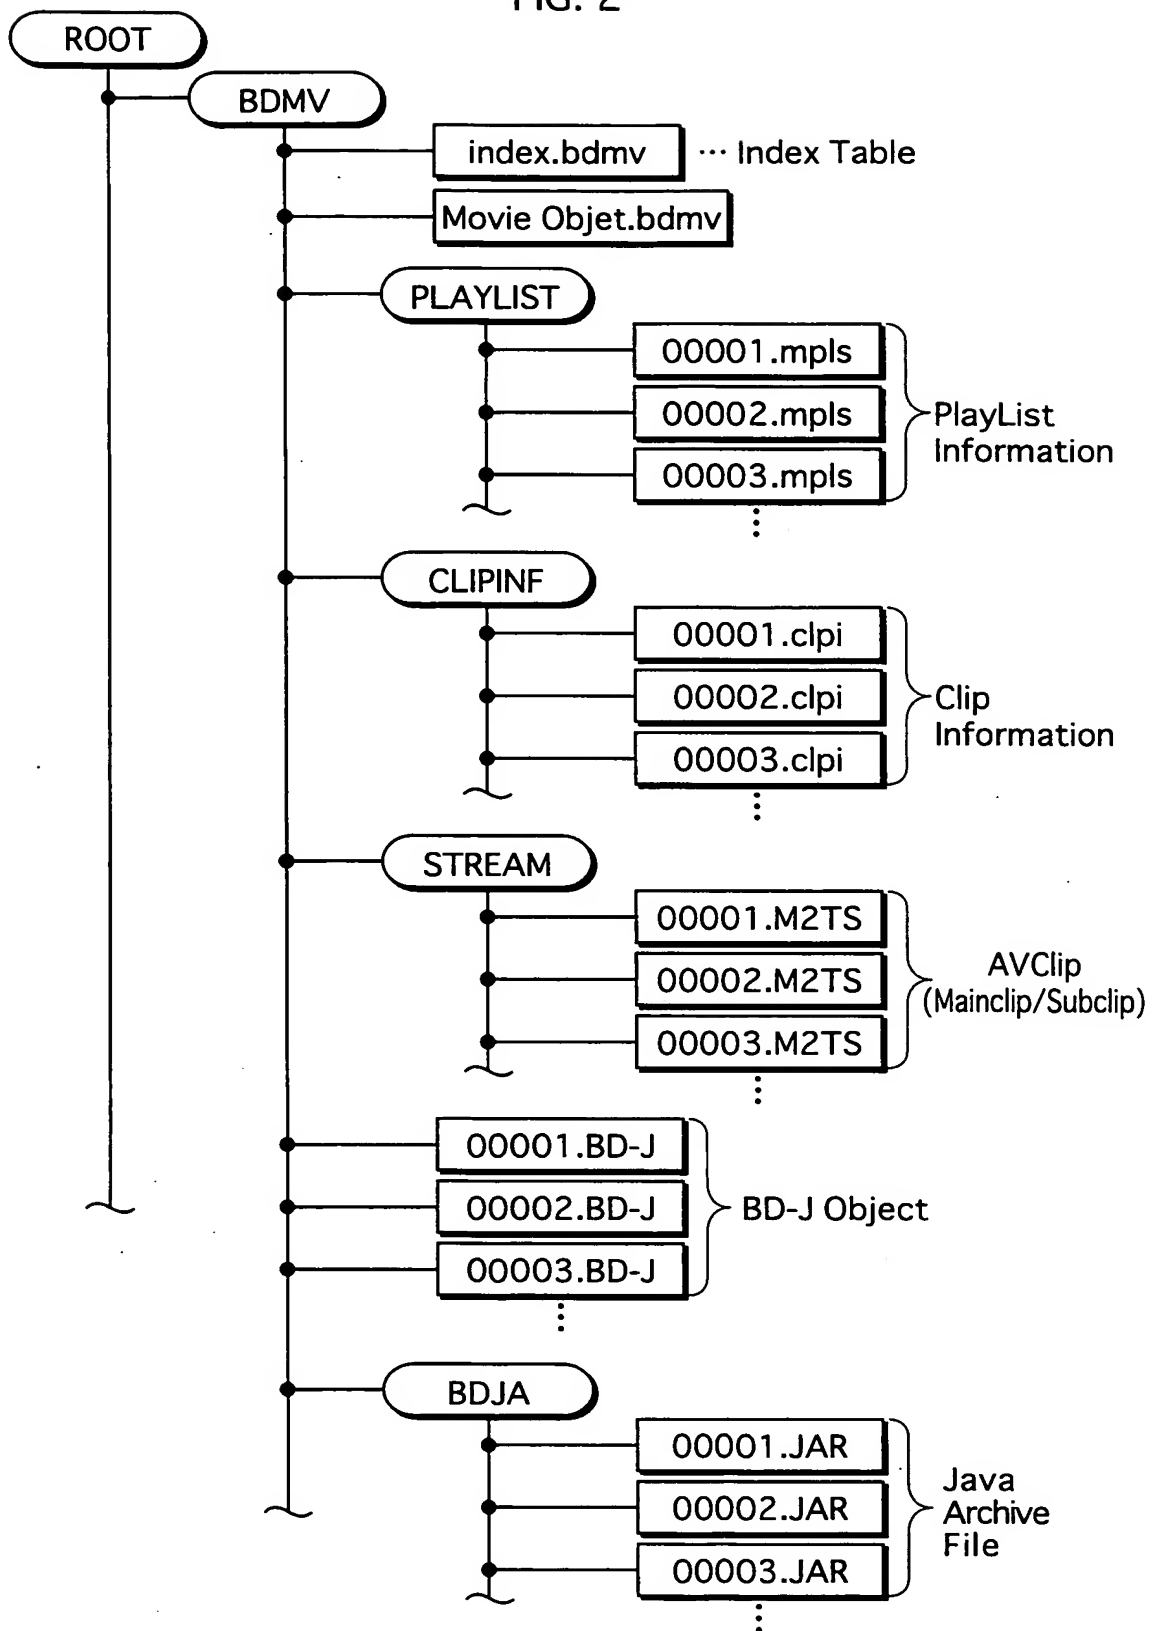 FIG. 2
ROOT
BDMV
index.bdmv ··· Index Table
Movie Objet.bdmv
PLAYLIST
00001.mpls
00002.mpls
00003.mpls
PlayList
Information
CLIPINF
00001.clpi
00002.clpi
00003.clpi
Clip
Information
STREAM
00001.M2TS
00002.M2TS
00003.M2TS
AVClip
(Mainclip/Subclip)
00001.BD-J
00002.BD-J
00003.BD-J
BD-J Object
BDJA
00001.JAR
00002.JAR
00003.JAR
Java
Archive
File